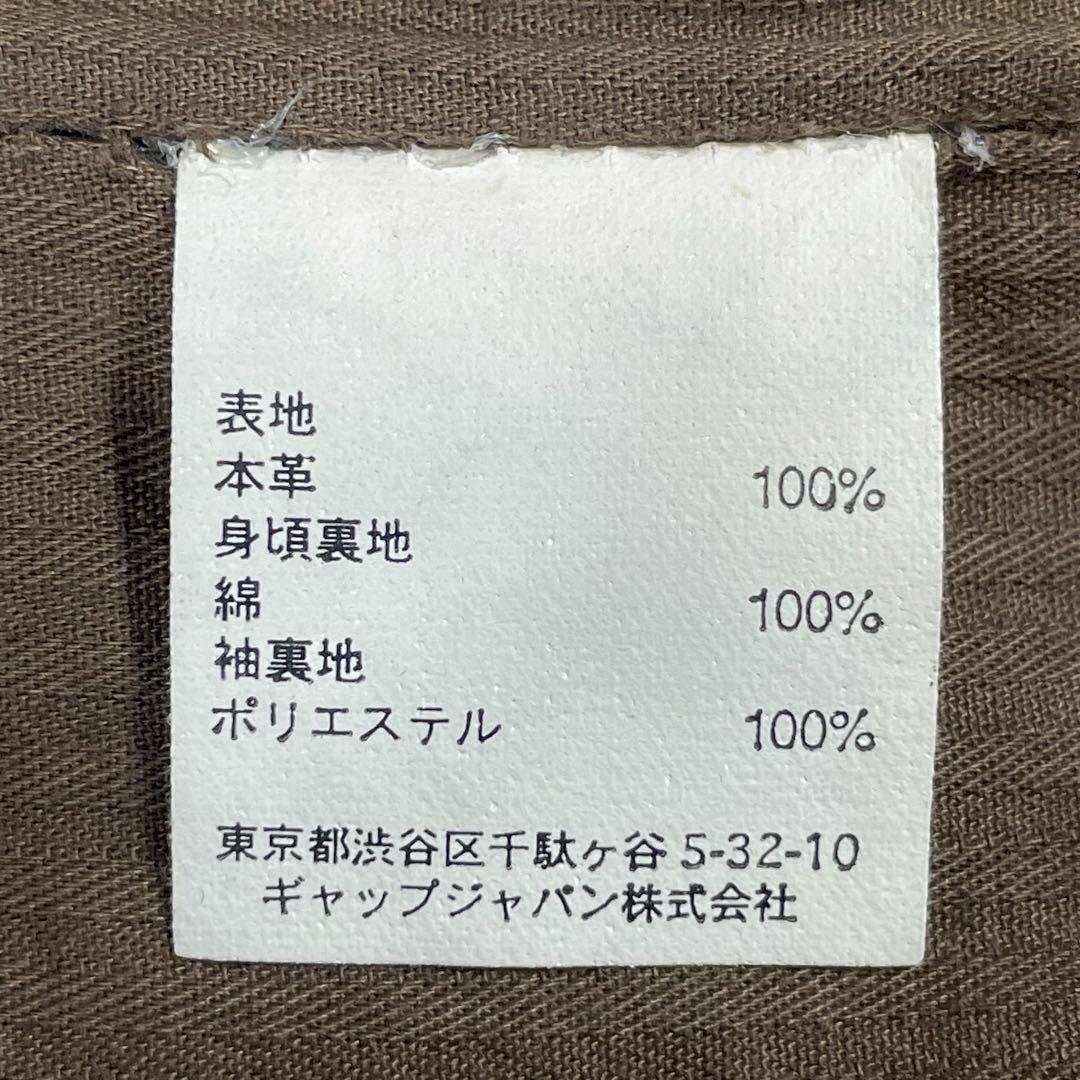 表地
本革 100%
身頃裏地
綿 100%
袖裏地
ポリエステル 100%
東京都渋谷区千駄ヶ谷 5-32-10
ギャップジャパン株式会社